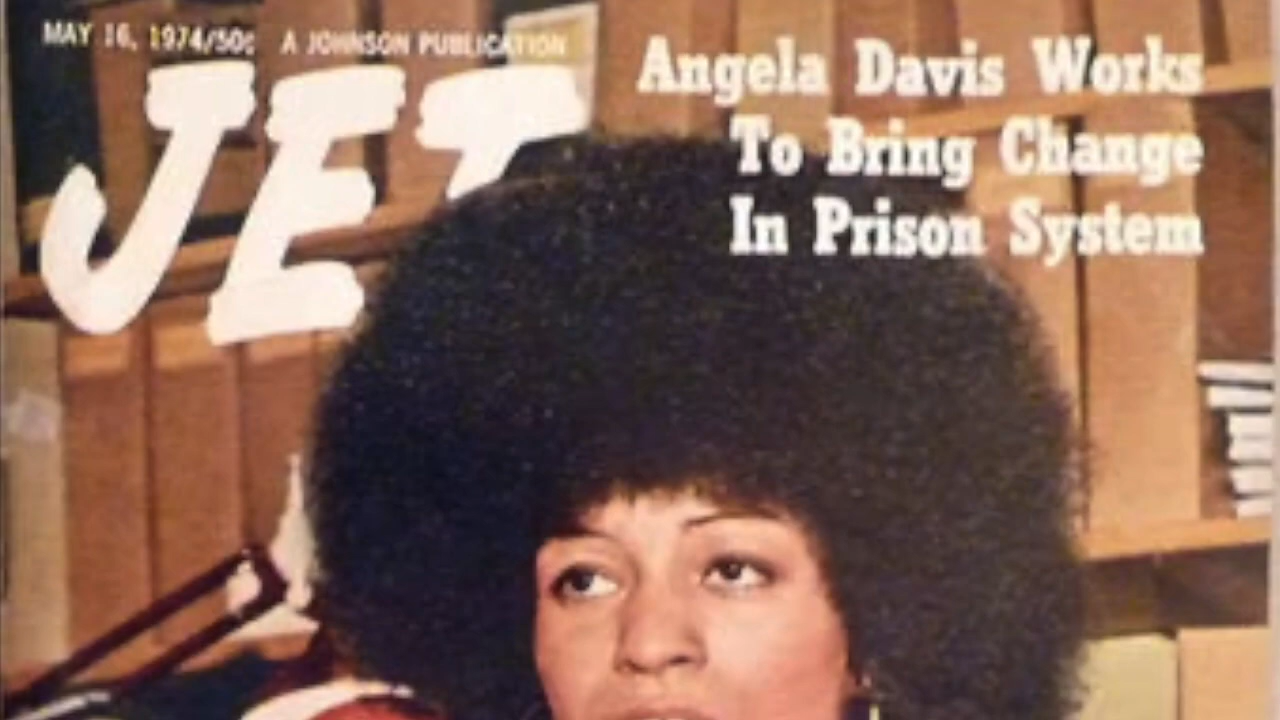 MAY 16, 1974/50¢ A JOHNSON PUBLICATION
JET
Angela Davis Works
To Bring Change
In Prison System